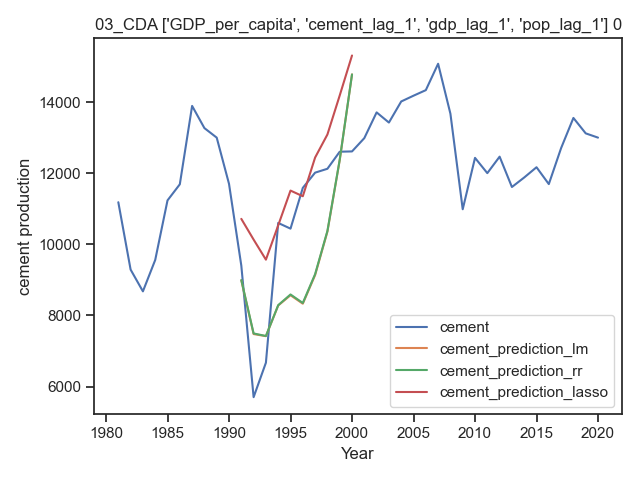 03_CDA ['GDP_per_capita', 'cement_lag_1', 'gdp_lag_1', 'pop_lag_1'] 0
cement production
14000
12000
10000
8000
6000
cement
cement_prediction_lm
cement_prediction_rr
cement_prediction_lasso
1980 1985 1990 1995 2000 2005 2010 2015 2020
Year